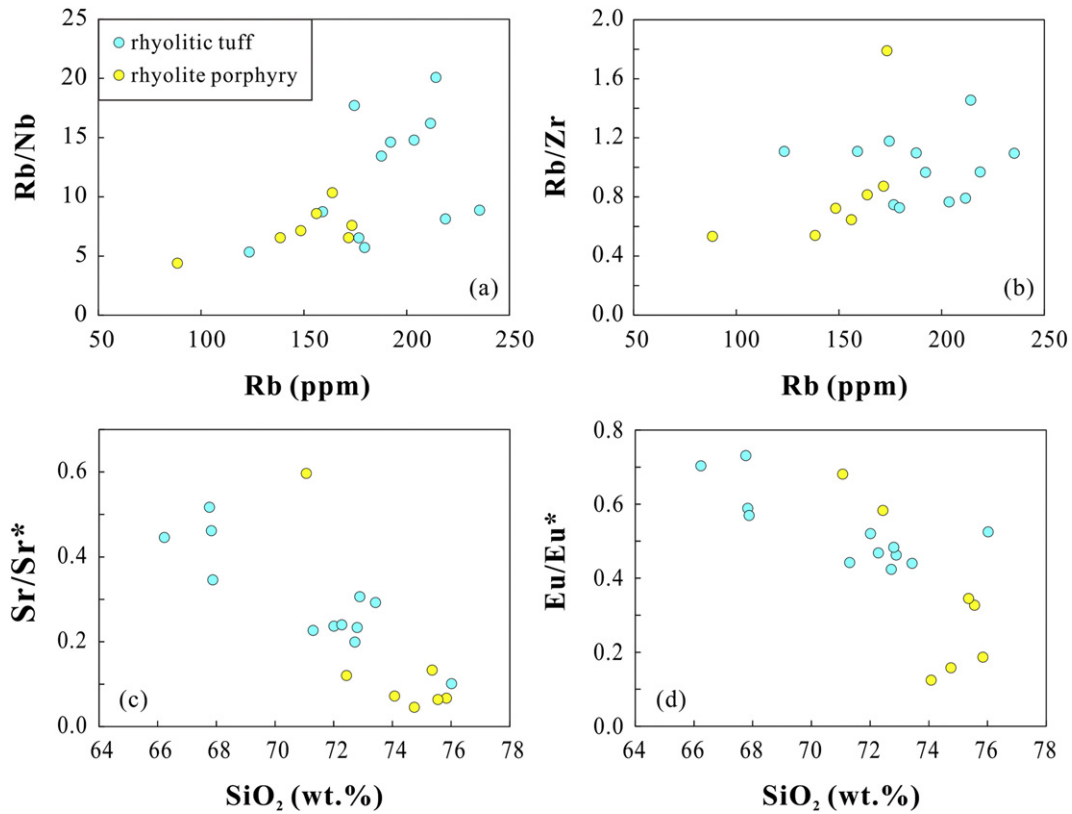 25
20
15
10
5
0
Rb/Nb
rhyolitic tuff
rhyolite porphyry
(a)
50 100 150 200 250
Rb (ppm)
2.0
1.6
1.2
0.8
0.4
0.0
Rb/Zr
(b)
50 100 150 200 250
Rb (ppm)
0.6
0.4
0.2
0.0
Sr/Sr*
(c)
64 66 68 70 72 74 76 78
SiO₂ (wt.%)
0.8
0.6
0.4
0.2
0.0
Eu/Eu*
(d)
64 66 68 70 72 74 76 78
SiO₂ (wt.%)